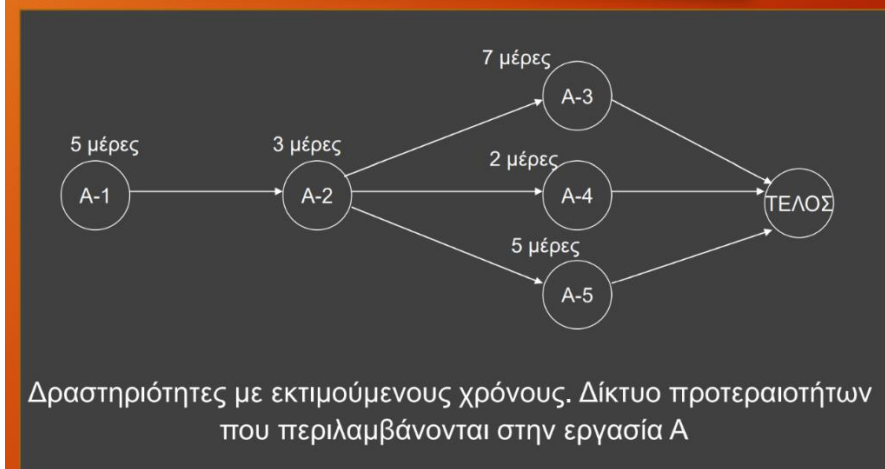 7 μέρες
Α-3
5 μέρες
3 μέρες
2 μέρες
Α-1
Α-2
Α-4
ΤΕΛΟΣ
5 μέρες
Α-5
Δραστηριότητες με εκτιμούμενους χρόνους. Δίκτυο προτεραιοτήτων
που περιλαμβάνονται στην εργασία Α